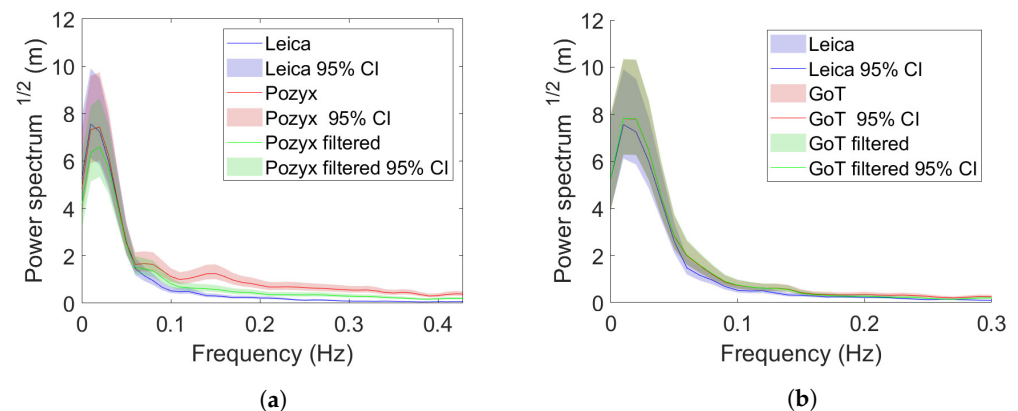 12
10
8
6
4
2
0
Power spectrum 1/2 (m)
Leica
Leica 95% CI
Pozyx
Pozyx  95% CI
Pozyx filtered
Pozyx filtered 95% CI
0 0.1 0.2 0.3 0.4
Frequency (Hz)
(a)
12
10
8
6
4
2
0
Power spectrum 1/2 (m)
Leica
Leica 95% CI
GoT
GoT  95% CI
GoT filtered
GoT filtered 95% CI
0 0.1 0.2 0.3
Frequency (Hz)
(b)